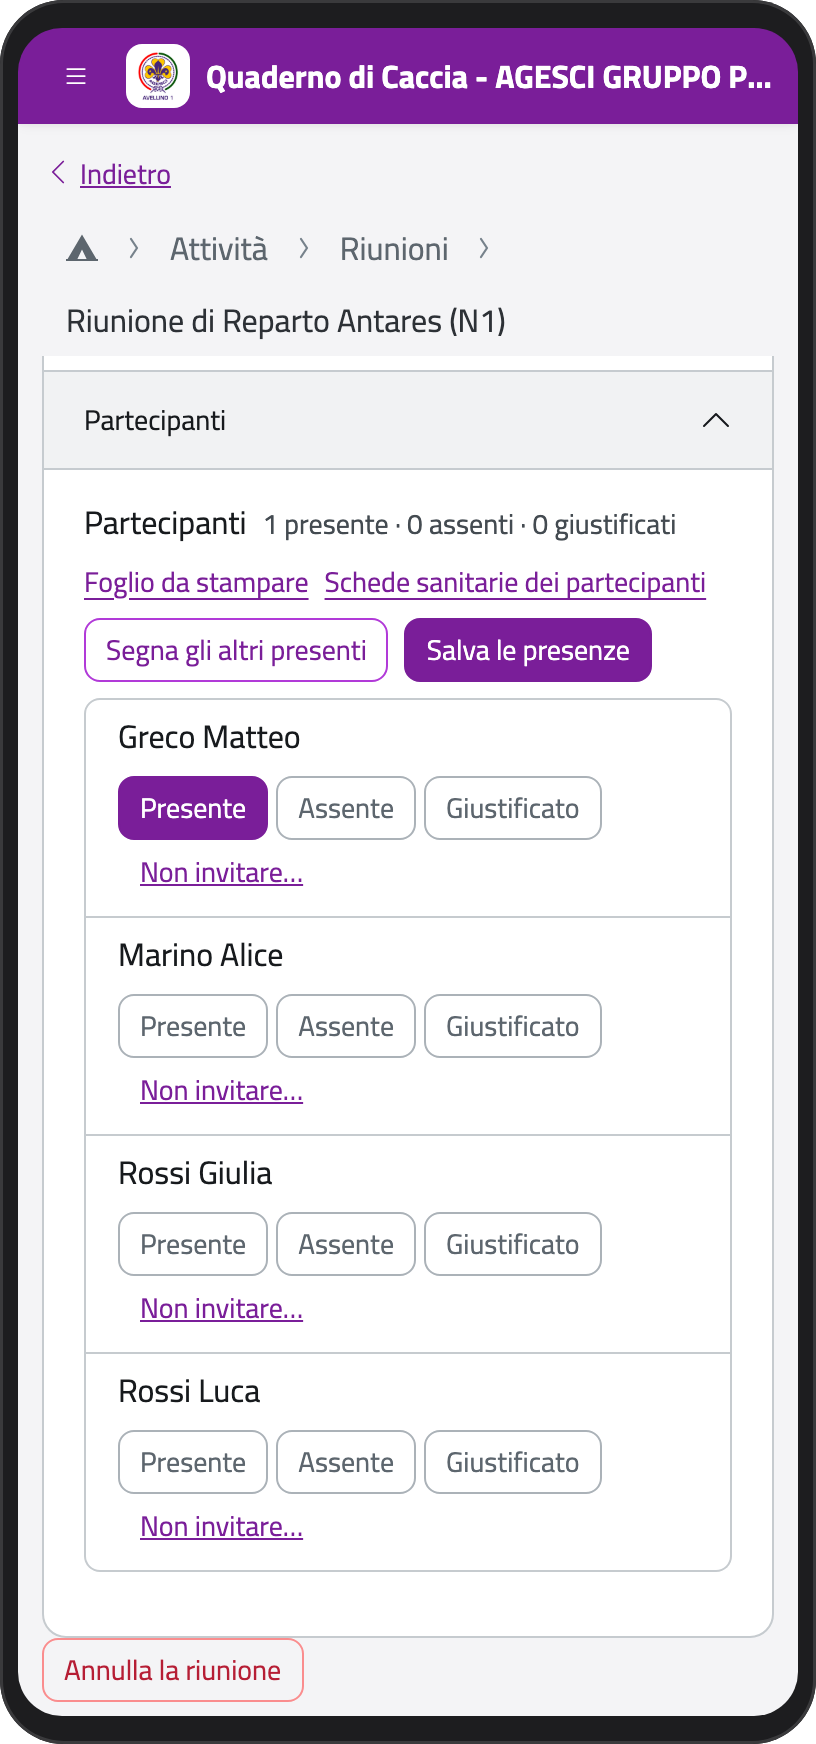 Quaderno di Caccia - AGESCI GRUPPO P...
AVELLINO 1
Indietro
Attività
Riunioni
Riunione di Reparto Antares (N1)
Partecipanti
Partecipanti 1 presente · 0 assenti · 0 giustificati
Foglio da stampare Schede sanitarie dei partecipanti
Segna gli altri presenti Salva le presenze
Greco Matteo
Presente Assente Giustificato
Non invitare...
Marino Alice
Presente Assente Giustificato
Non invitare...
Rossi Giulia
Presente Assente Giustificato
Non invitare...
Rossi Luca
Presente Assente Giustificato
Non invitare...
Annulla la riunione